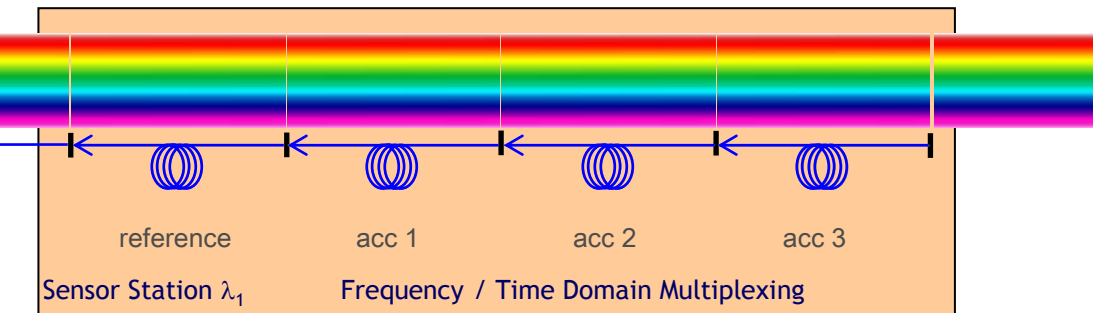 reference acc 1 acc 2 acc 3
Sensor Station λ₁ Frequency / Time Domain Multiplexing